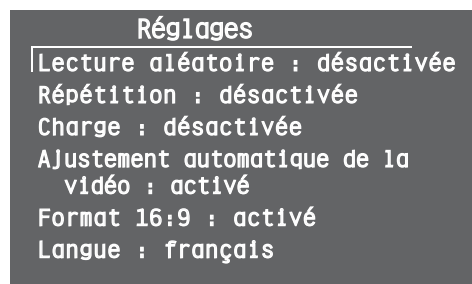 Réglages
Lecture aléatoire : désactivée
Répétition : désactivée
Charge : désactivée
Ajustement automatique de la
vidéo : activé
Format 16:9 : activé
Langue : français